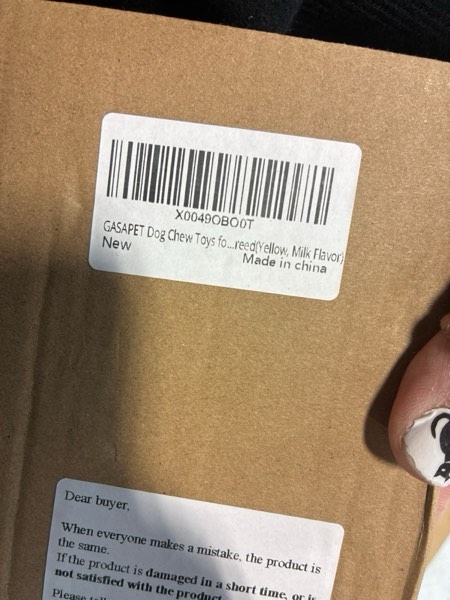 X0049OBO0T
GASAPET Dog Chew Toys fo...reed(Yellow, Milk Flavor)
New
Made in china
Dear buyer,
When everyone makes a mistake, the product is
the same.
If the product is damaged in a short time, or is
not satisfied with the product
Please